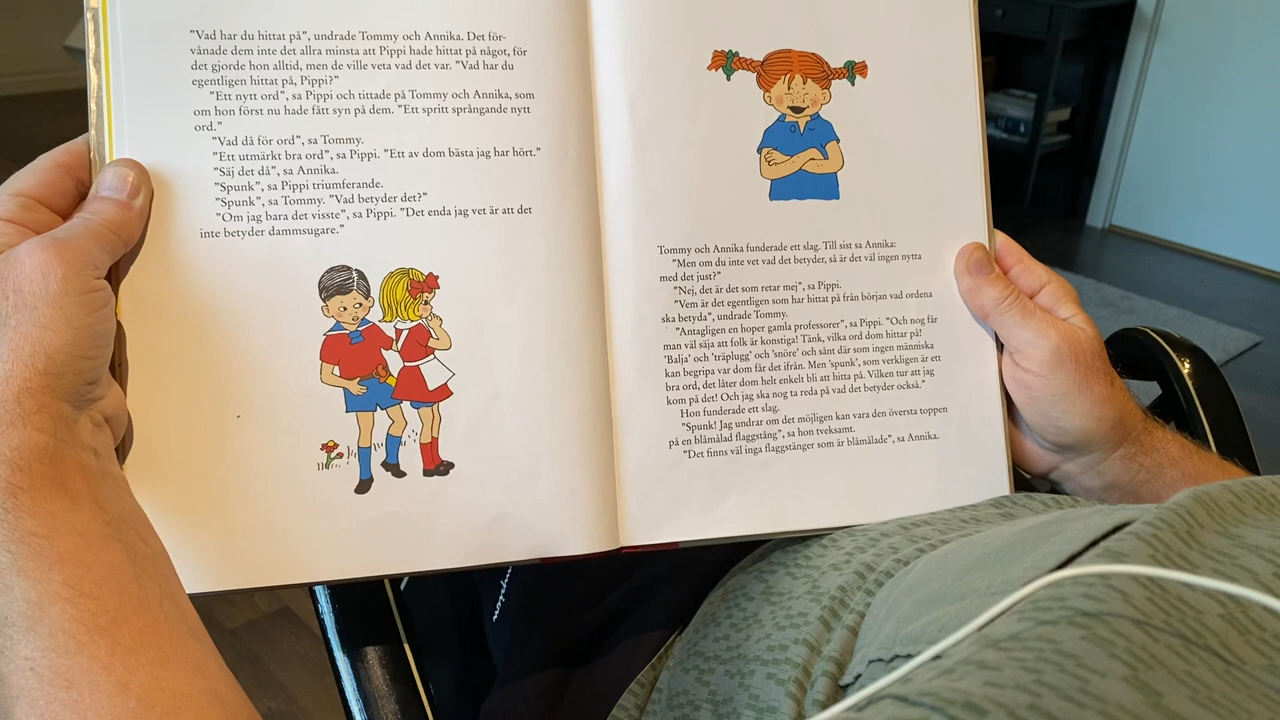 ”Vad har du hittat på”, undrade Tommy och Annika. Det för-
vånade dem inte det allra minsta att Pippi hade hittat på något, för
det gjorde hon alltid, men de ville veta vad det var. ”Vad har du
egentligen hittat på, Pippi?”
”Ett nytt ord”, sa Pippi och tittade på Tommy och Annika, som
om hon först nu hade fått syn på dem. ”Ett spritt språngande nytt
ord.”
”Vad då för ord”, sa Tommy.
”Ett utmärkt bra ord”, sa Pippi. ”Ett av dom bästa jag har hört.”
”Säj det då”, sa Annika.
”Spunk”, sa Pippi triumferande.
”Spunk”, sa Tommy. ”Vad betyder det?”
”Om jag bara det visste”, sa Pippi. ”Det enda jag vet är att det
inte betyder dammsugare.”
Tommy och Annika funderade ett slag. Till sist sa Annika:
”Men om du inte vet vad det betyder, så är det väl ingen nytta
med det just?”
”Nej, det är det som retar mej”, sa Pippi.
”Vem är det egentligen som har hittat på från början vad ordena
ska betyda”, undrade Tommy.
”Antagligen en hoper gamla professorer”, sa Pippi. ”Och nog får
man väl säja att folk är konstiga! Tänk, vilka ord dom hittar på!
’Balja’ och ’träplugg’ och ’snöre’ och sånt där som ingen människa
kan begripa var dom får det ifrån. Men ’spunk’, som verkligen är ett
bra ord, det låter dom helt enkelt bli att hitta på. Vilken tur att jag
kom på det! Och jag ska nog ta reda på vad det betyder också.”
Hon funderade ett slag.
”Spunk! Jag undrar om det möjligen kan vara den översta toppen
på en blåmålad flaggstång”, sa hon tveksamt.
”Det finns väl inga flaggstänger som är blåmålade”, sa Annika.